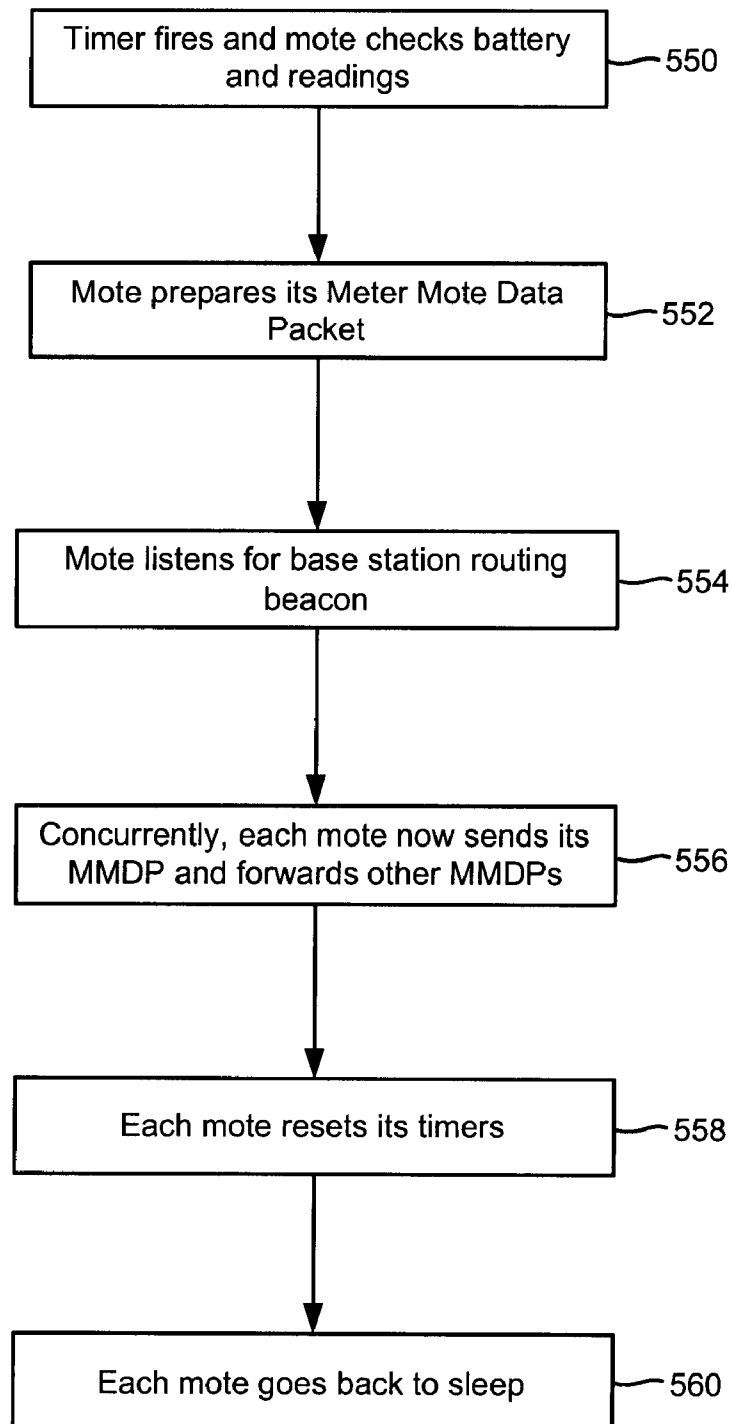 Timer fires and mote checks battery
and readings
550
Mote prepares its Meter Mote Data
Packet
552
Mote listens for base station routing
beacon
554
Concurrently, each mote now sends its
MMDP and forwards other MMDPs
556
Each mote resets its timers
558
Each mote goes back to sleep
560